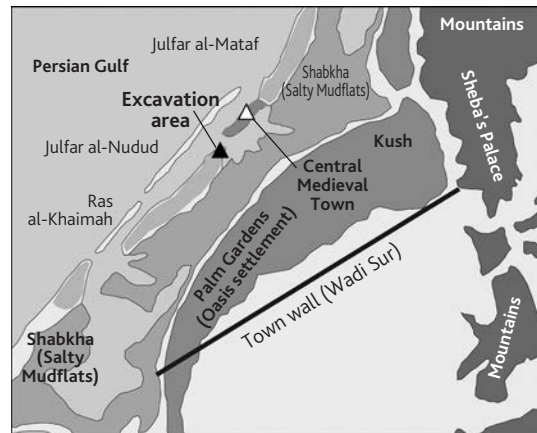 Mountains
Julfar al-Mataf
Persian Gulf
Shabkha
(Salty Mudflats)
Sheba's Palace
Excavation
area
Kush
Julfar al-Nudud
Central
Medieval
Town
Ras
al-Khaimah
Palm Gardens
(Oasis settlement)
Town wall (Wadi Sur)
Shabkha
(Salty
Mudflats)
Mountains